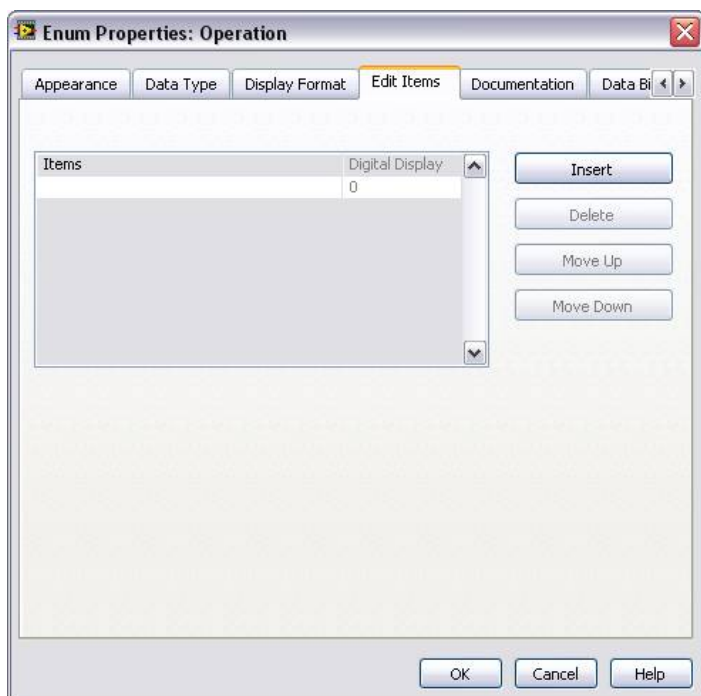 Enum Properties: Operation
Appearance Data Type Display Format Edit Items Documentation Data Bi
Items Digital Display
0
Insert
Delete
Move Up
Move Down
OK Cancel Help